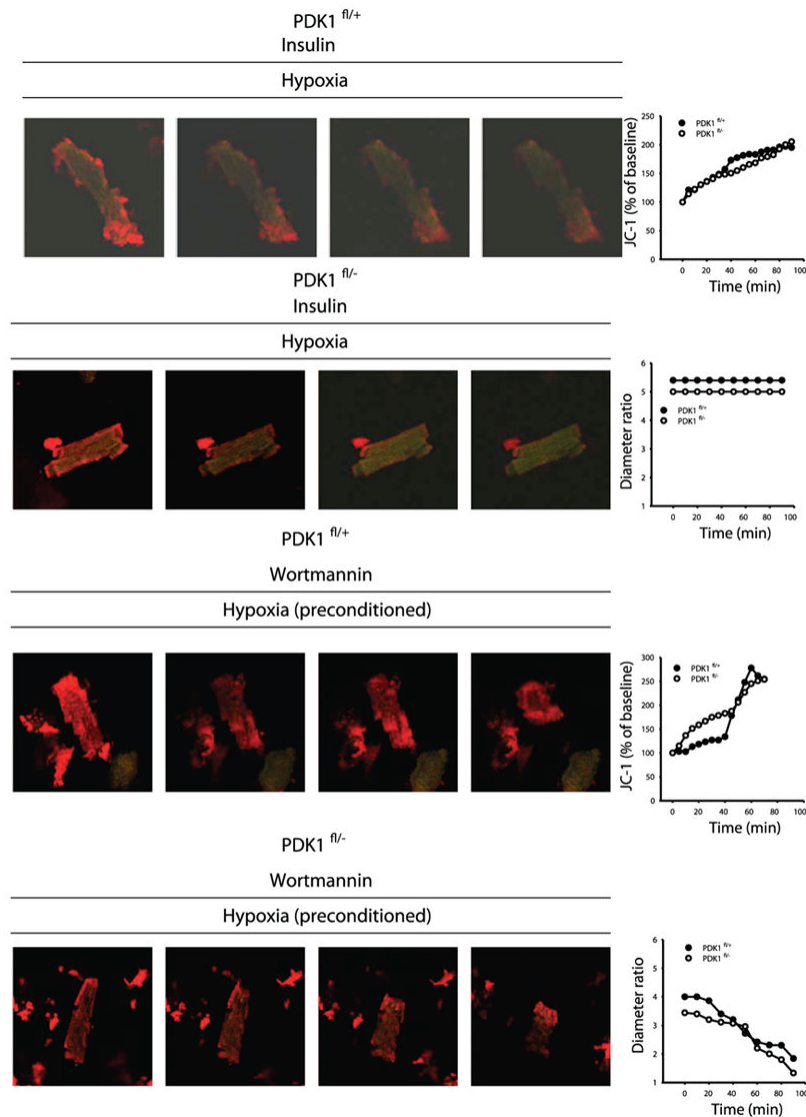 PDK1 fl/+
Insulin
Hypoxia
250
200
150
100
50
0
JC-1 (% of baseline)
PDK1 fl/+
PDK1 fl/-
0 20 40 60 80 100
Time (min)
PDK1 fl/-
Insulin
Hypoxia
6
5
4
3
2
1
Diameter ratio
PDK1 fl/+
PDK1 fl/-
0 20 40 60 80 100
Time (min)
PDK1 fl/+
Wortmannin
Hypoxia (preconditioned)
300
250
200
150
100
50
0
JC-1 (% of baseline)
PDK1 fl/+
PDK1 fl/-
0 20 40 60 80 100
Time (min)
PDK1 fl/-
Wortmannin
Hypoxia (preconditioned)
6
5
4
3
2
1
Diameter ratio
PDK1 fl/+
PDK1 fl/-
0 20 40 60 80 100
Time (min)